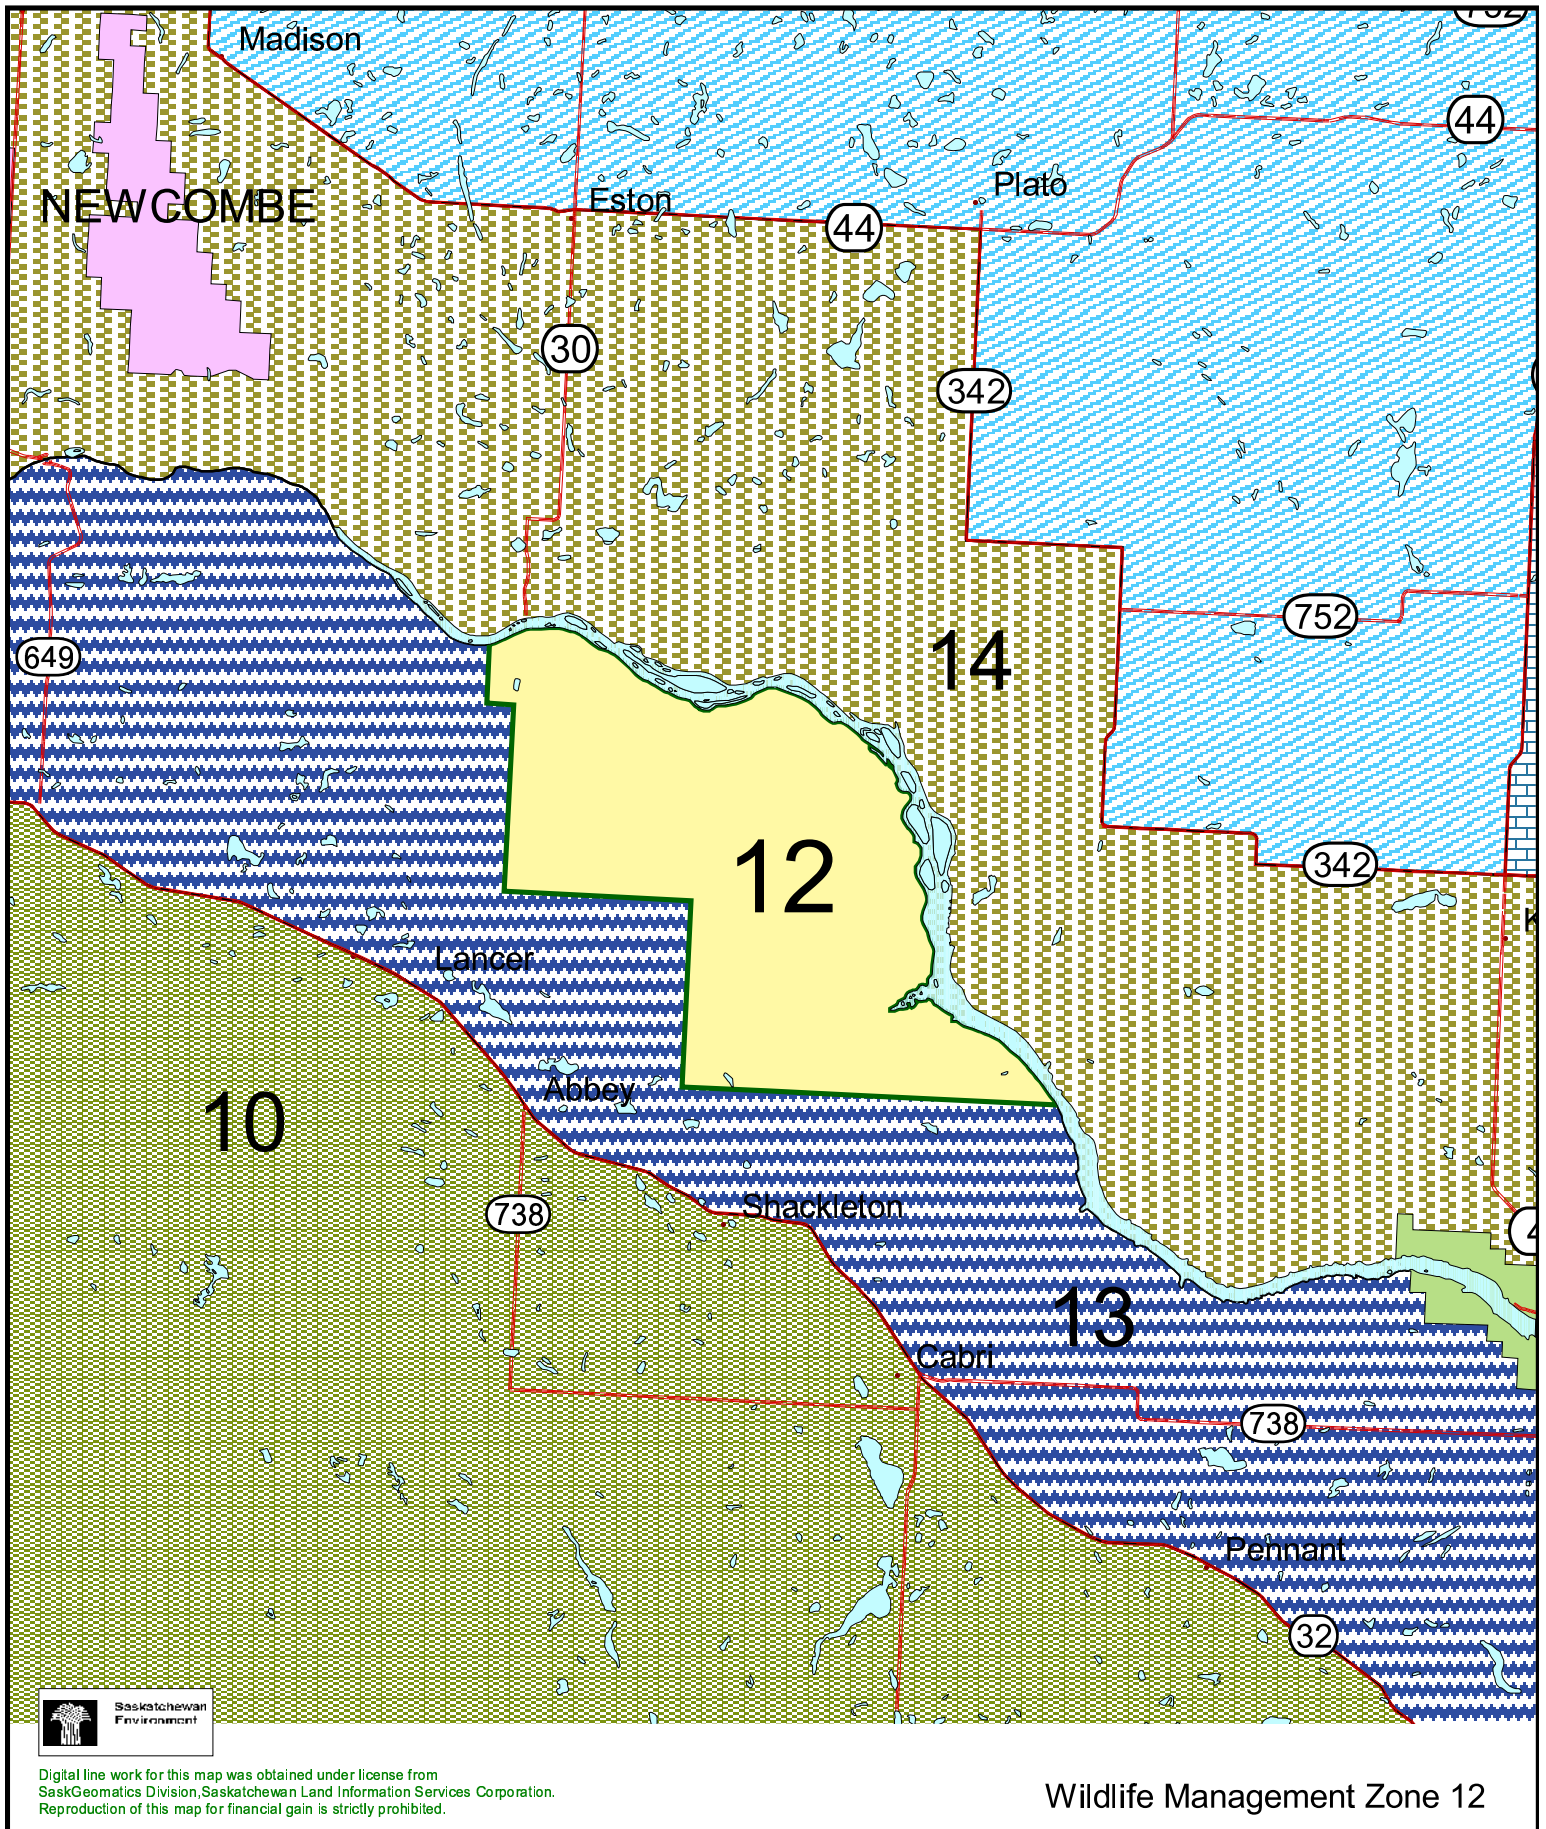 752
Madison
44
Plato
NEWCOMBE
Eston
44
30
342
752
14
649
12
342
K
Lancer
Abbey
10
738
Shackleton
4
13
Cabri
738
Pennant
32
Saskatchewan
Environment
Digital line work for this map was obtained under license from
SaskGeomatics Division,Saskatchewan Land Information Services Corporation.
Reproduction of this map for financial gain is strictly prohibited.
Wildlife Management Zone 12